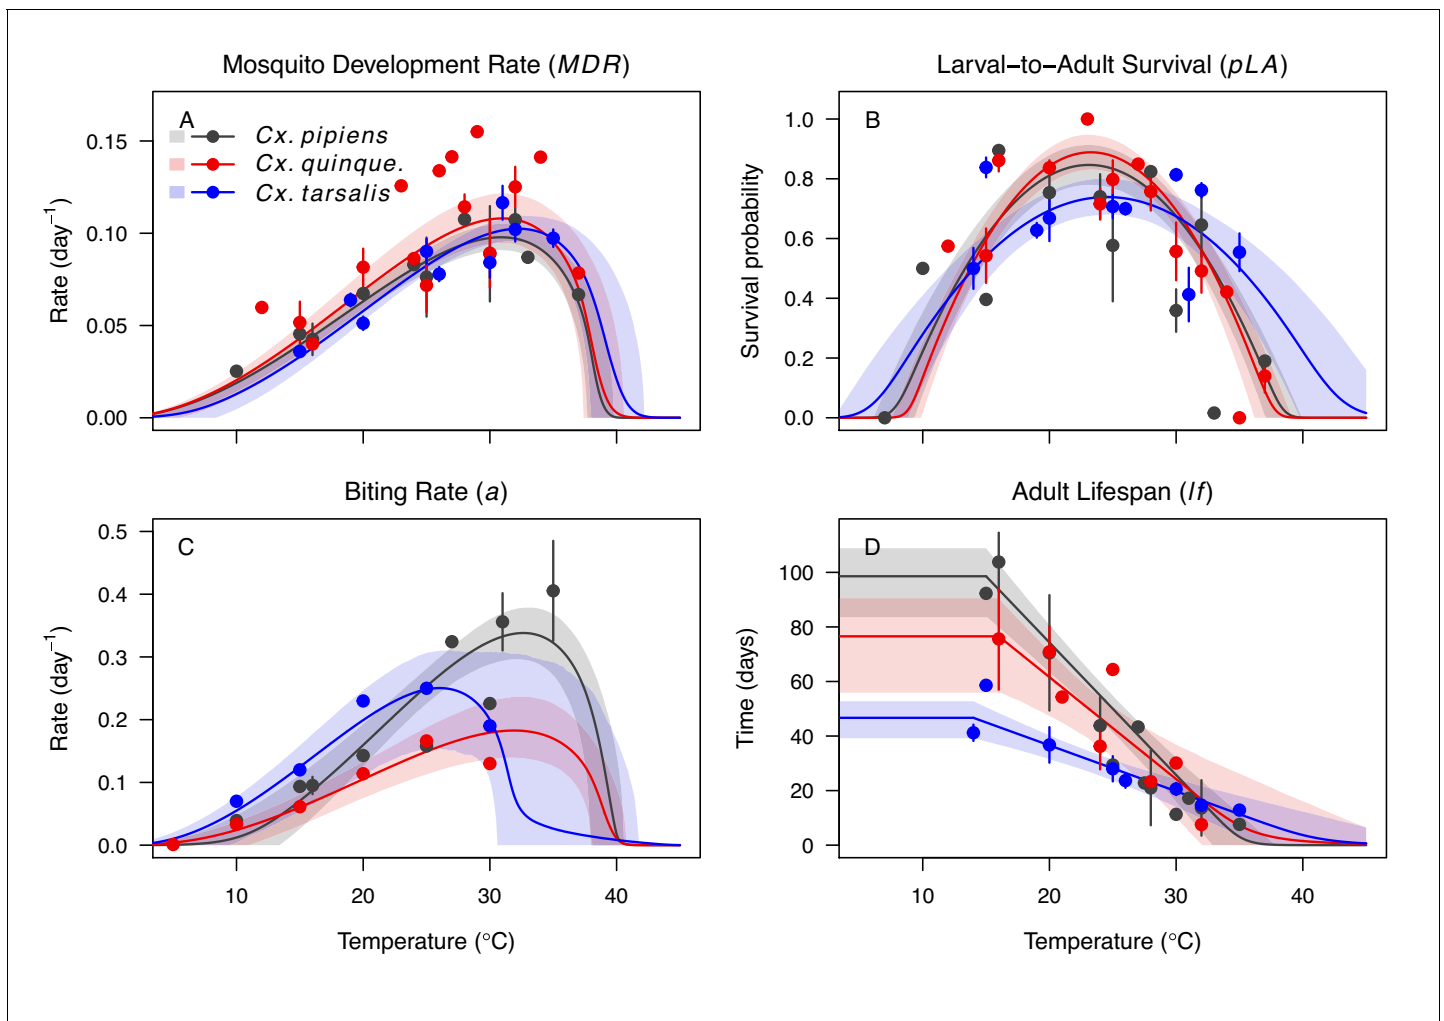 Mosquito Development Rate (MDR)
A
Cx. pipiens
Cx. quinque.
Cx. tarsalis
Rate (day⁻¹)
0.15
0.10
0.05
0.00
Larval−to−Adult Survival (pLA)
B
Survival probability
1.0
0.8
0.6
0.4
0.2
0.0
Biting Rate (a)
C
Rate (day⁻¹)
0.5
0.4
0.3
0.2
0.1
0.0
10 20 30 40
Temperature (°C)
Adult Lifespan (lf)
D
Time (days)
100
80
60
40
20
0
10 20 30 40
Temperature (°C)